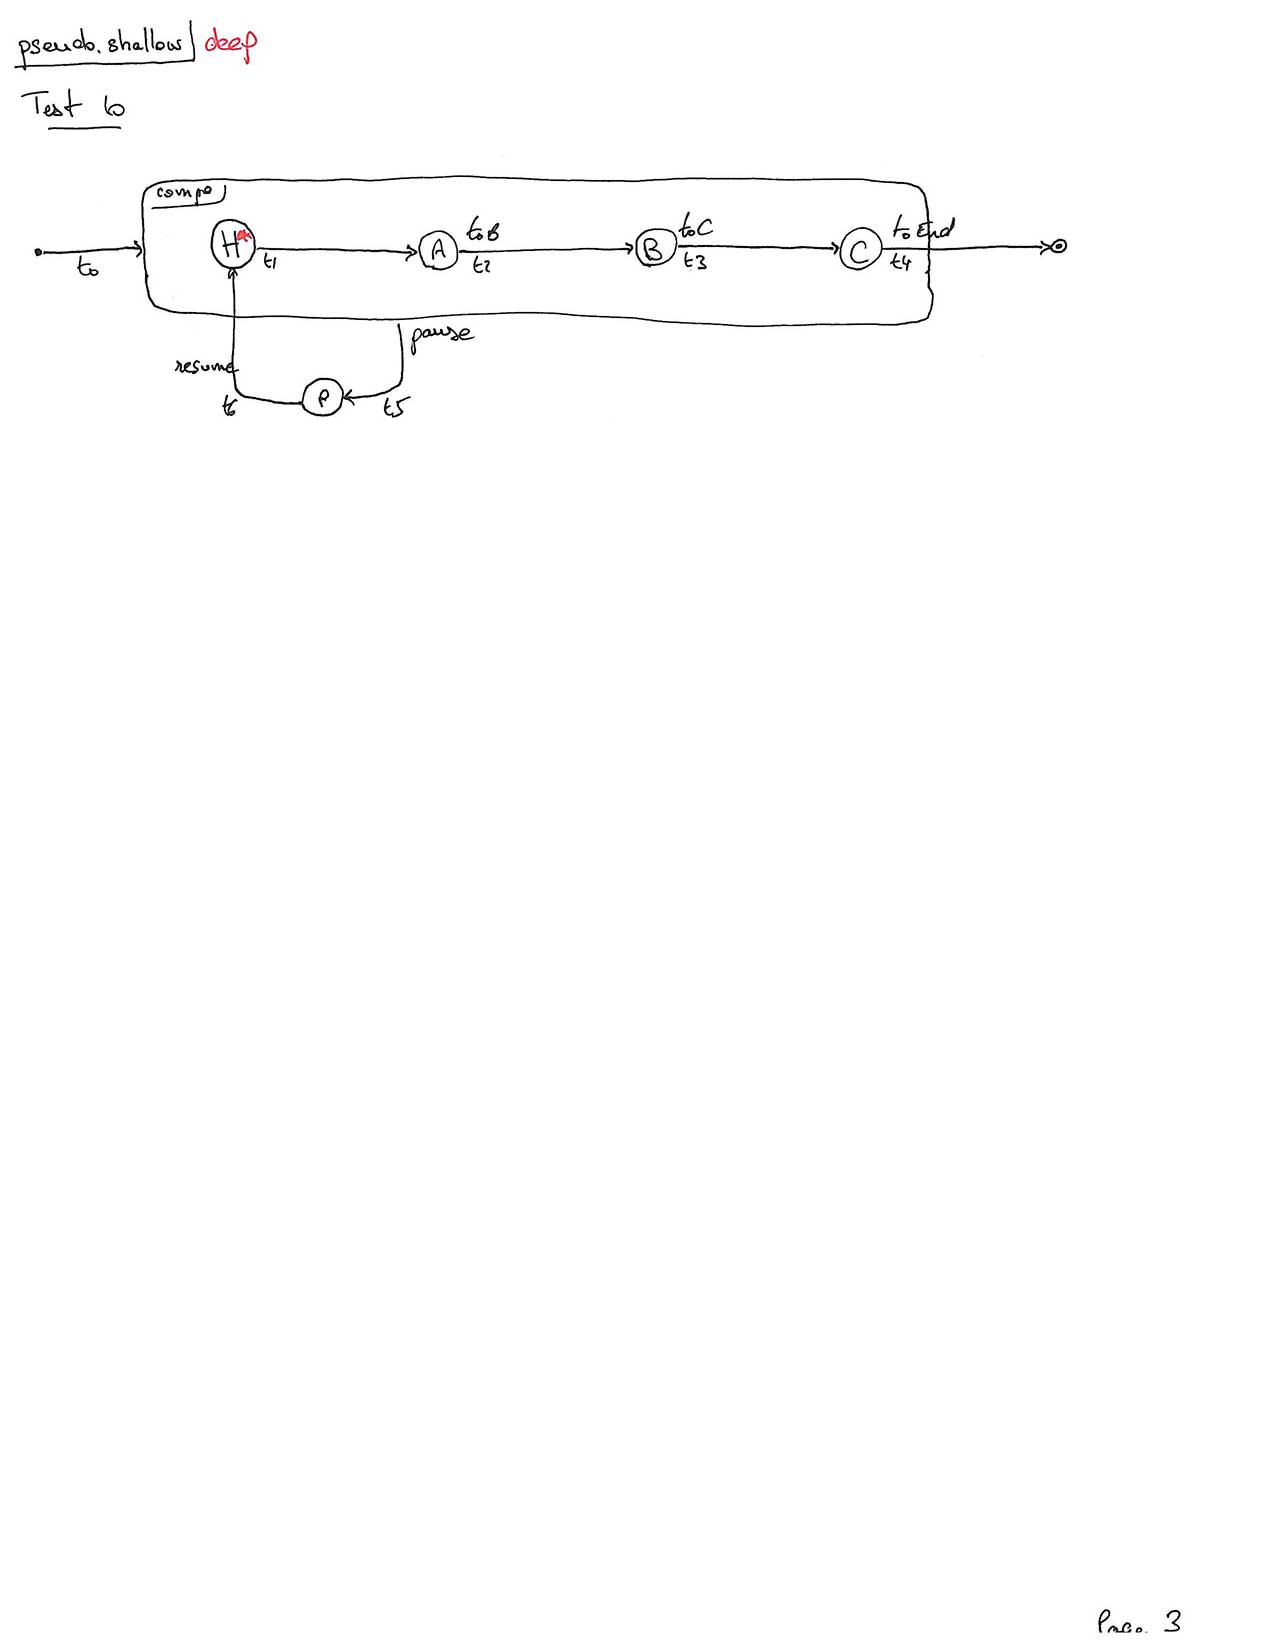 pseudo.shallow deep
Test 6
compo
H*
A
toB
B
toC
C
toEnd
t0
t1
t2
t3
t4
pause
resume
P
t6
t5
Page 3